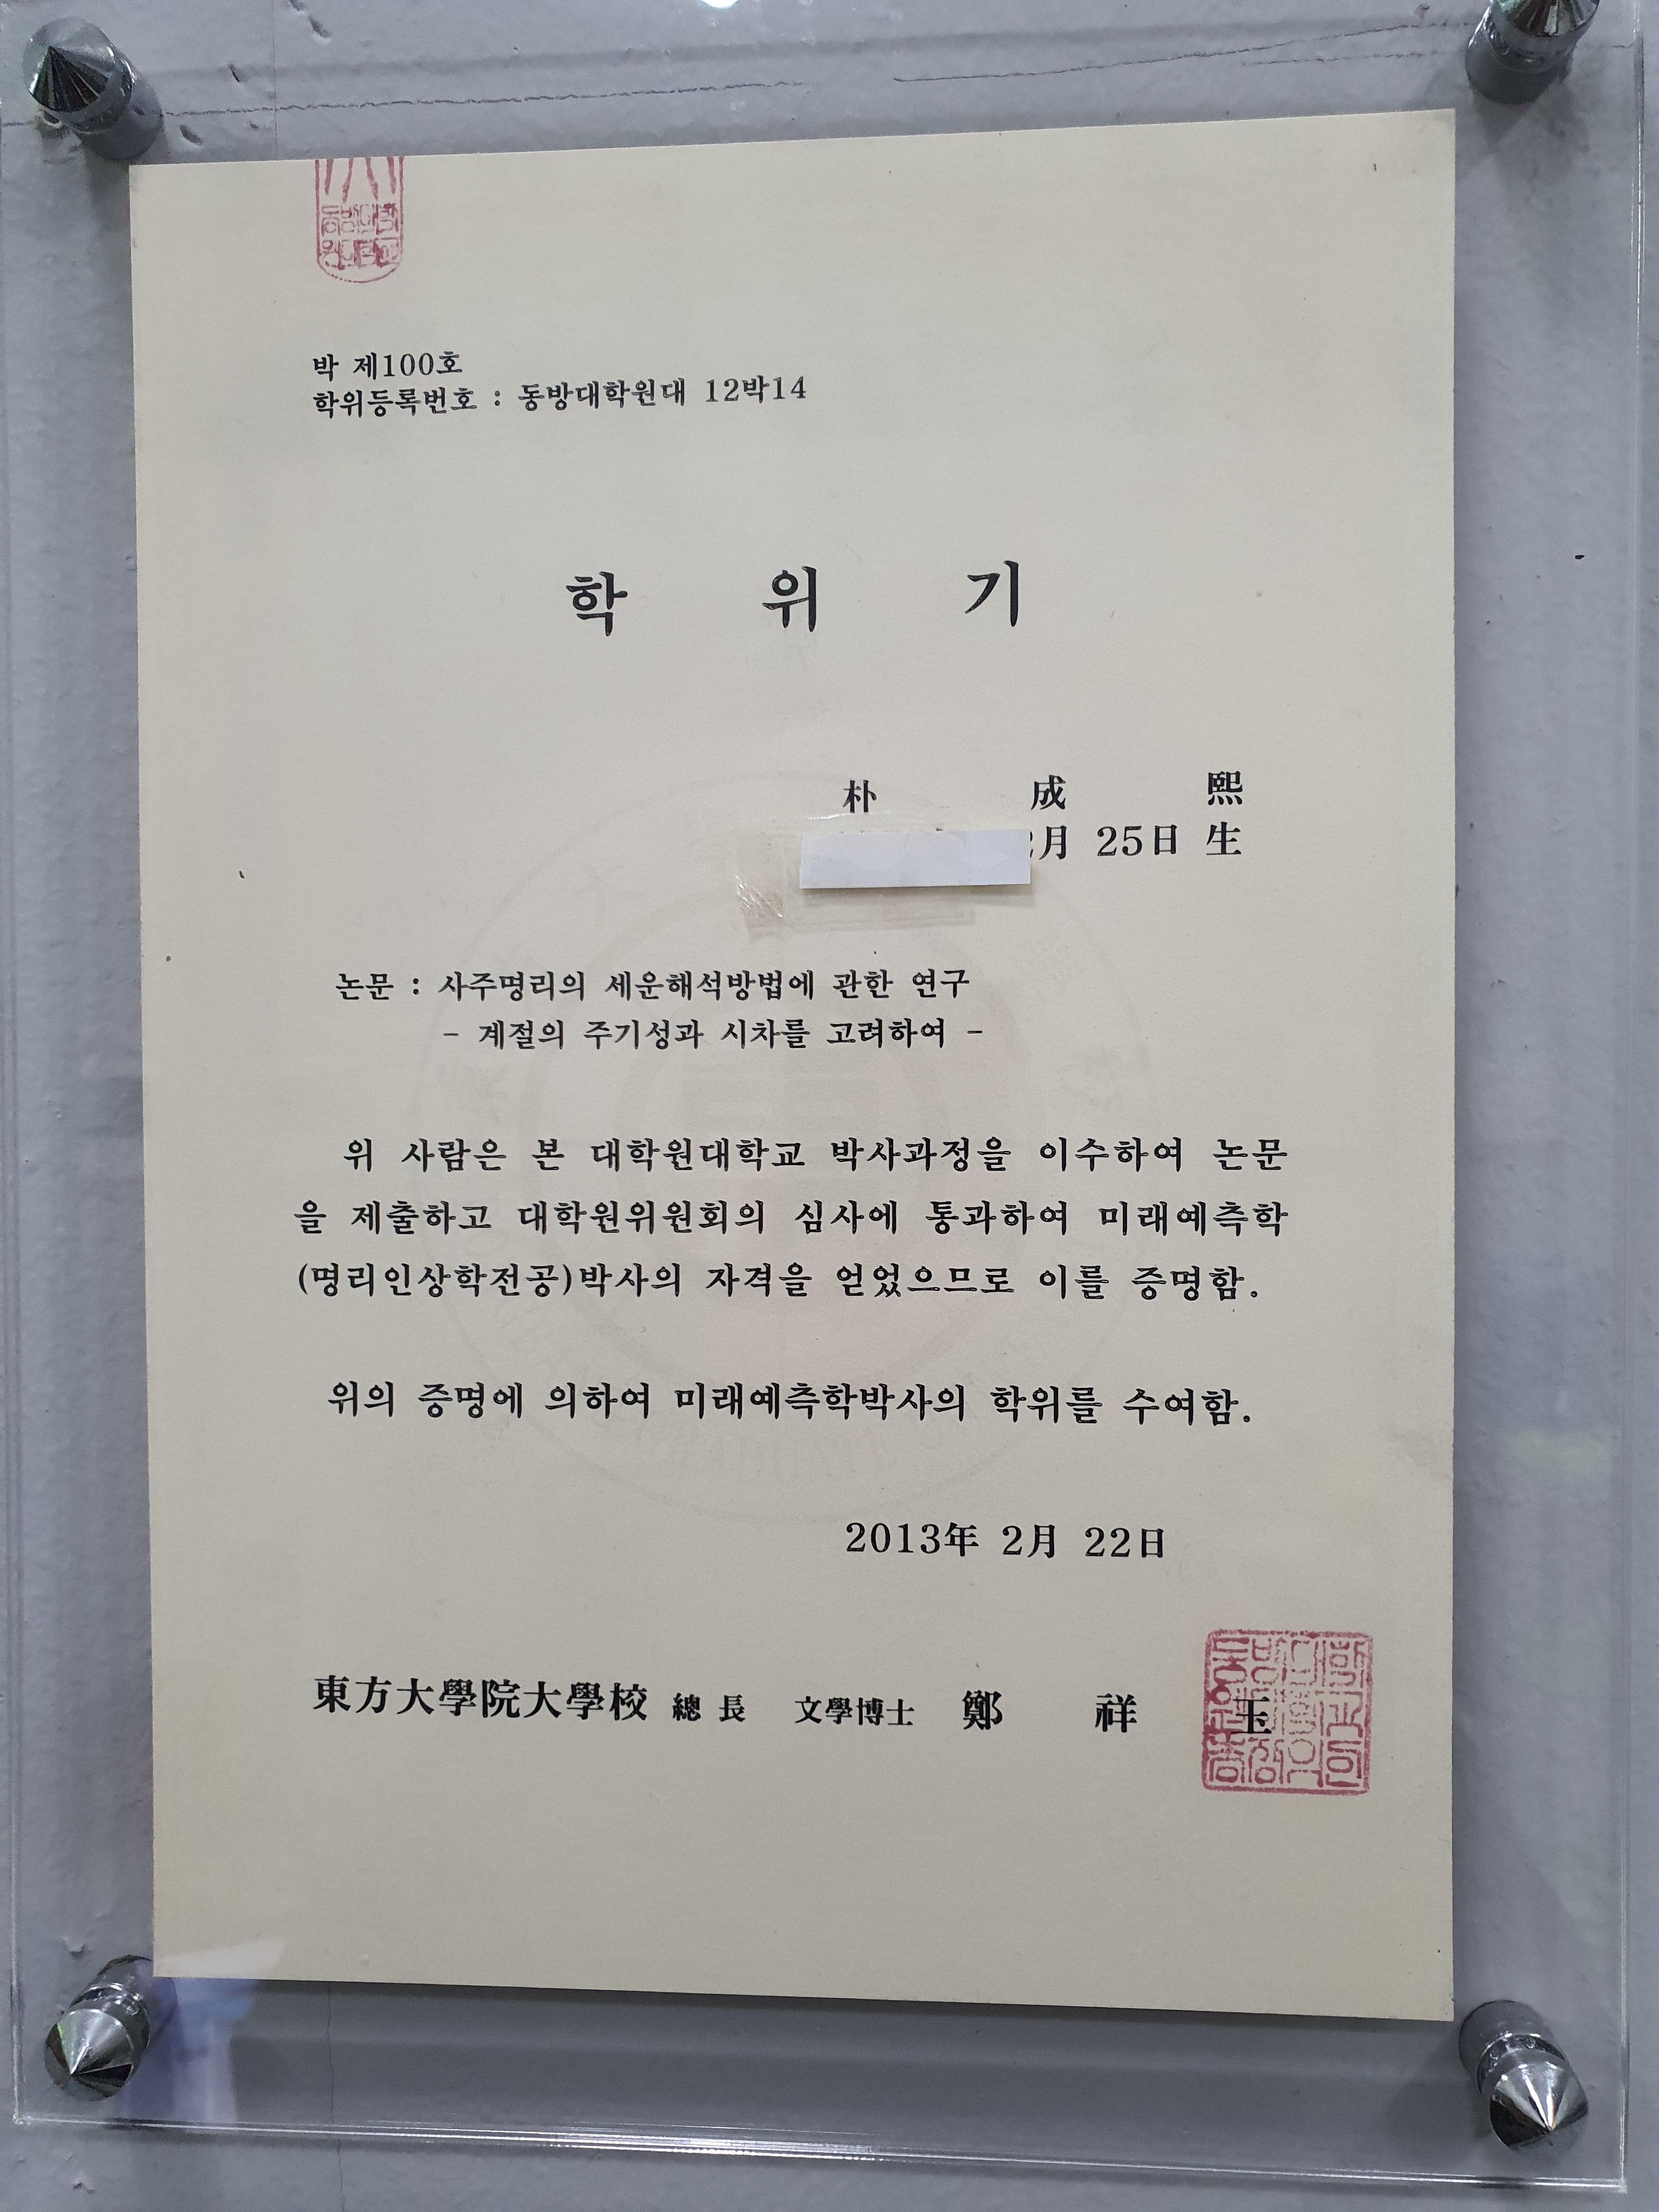 박 제100호
학위등록번호 : 동방대학원대 12박14
학 위 기
朴 成 熙
月 25日 生
논문 : 사주명리의 세운해석방법에 관한 연구
- 계절의 주기성과 시차를 고려하여 -
위 사람은 본 대학원대학교 박사과정을 이수하여 논문
을 제출하고 대학원위원회의 심사에 통과하여 미래예측학
(명리인상학전공)박사의 자격을 얻었으므로 이를 증명함.
위의 증명에 의하여 미래예측학박사의 학위를 수여함.
2013年 2月 22日
東方大學院大學校 總長 文學博士 鄭 祥 玉